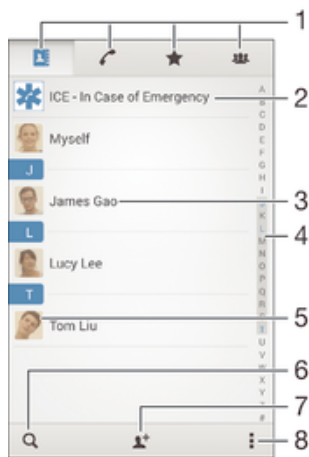 1
ICE - In Case of Emergency
2
Myself
J
James Gao
3
L
Lucy Lee
T
Tom Liu
A
B
C
D
E
F
G
H
I
K
L
M
N
O
P
Q
R
T
U
V
W
X
Y
Z
#
4
5
6
7
8